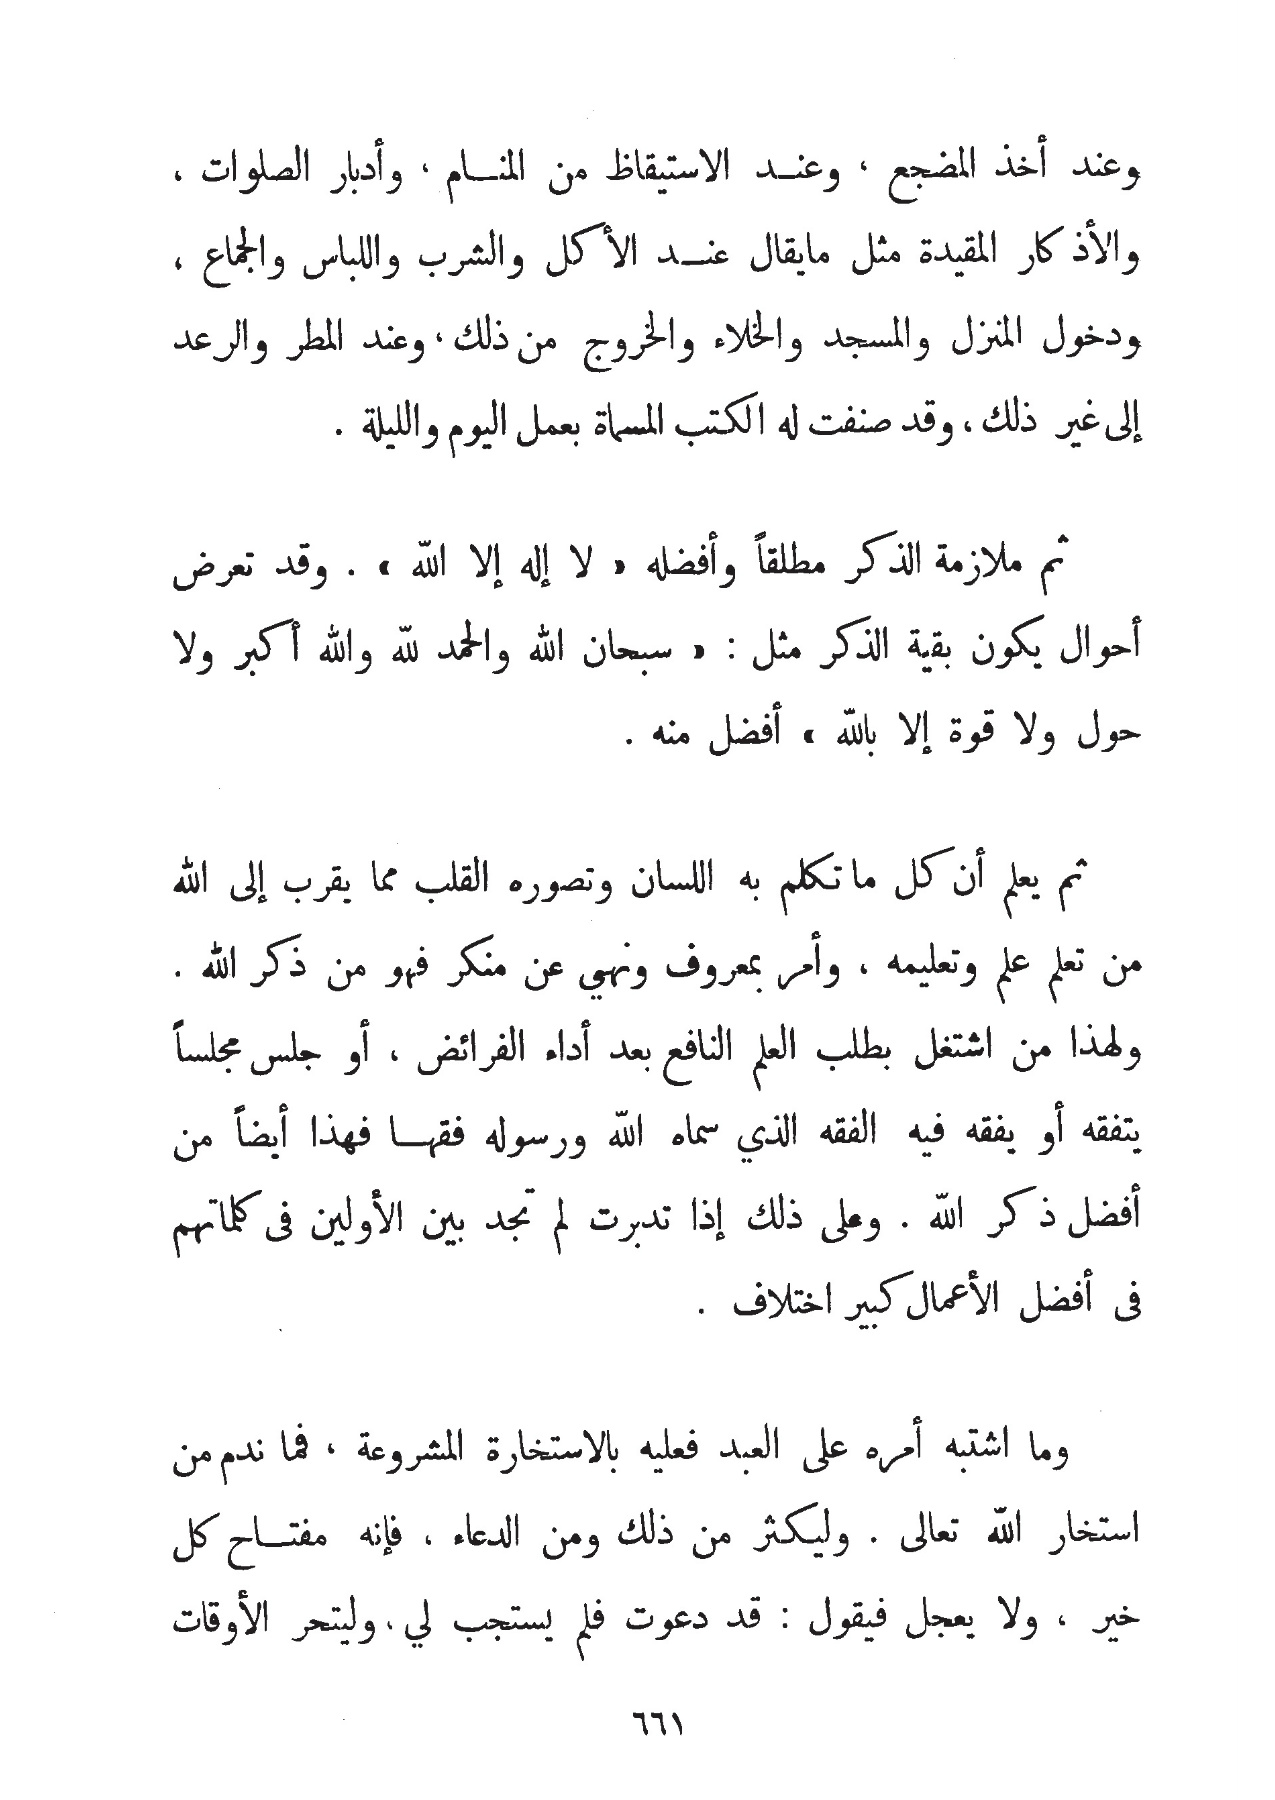 وعند أخذ المضجع ، وعنـد الاستيقاظ من المنـام ، وأدبار الصلوات ،
والأذكار المقيدة مثل مايقال عنـد الأكل والشرب واللباس والجماع ،
ودخول المنزل والمسجد والخلاء والخروج من ذلك ، وعند المطر والرعد
إلى غير ذلك ، وقد صنفت له الكتب المسماة بعمل اليوم والليلة .
ثم ملازمة الذكر مطلقاً وأفضله « لا إله إلا الله » . وقد تعرض
أحوال يكون بقية الذكر مثل : « سبحان الله والحمد لله والله أكبر ولا
حول ولا قوة إلا بالله » أفضل منه .
ثم يعلم أن كل ماتكلم به اللسان وتصوره القلب مما يقرب إلى الله
من تعلم علم وتعليمه ، وأمر بمعروف ونهي عن منكر فهو من ذكر الله .
ولهذا من اشتغل بطلب العلم النافع بعد أداء الفرائض ، أو جلس مجلساً
يتفقه أو يفقه فيه الفقه الذي سماه الله ورسوله فقهـا فهذا أيضاً من
أفضل ذكر الله . وعلى ذلك إذا تدبرت لم تجد بين الأولين فى كلماتهم
فى أفضل الأعمال كبير اختلاف .
وما اشتبه أمره على العبد فعليه بالاستخارة المشروعة ، فما ندم من
استخار الله تعالى . وليكثر من ذلك ومن الدعاء ، فإنه مفتـاح كل
خير ، ولا يعجل فيقول : قد دعوت فلم يستجب لي ، وليتحر الأوقات
٦٦١